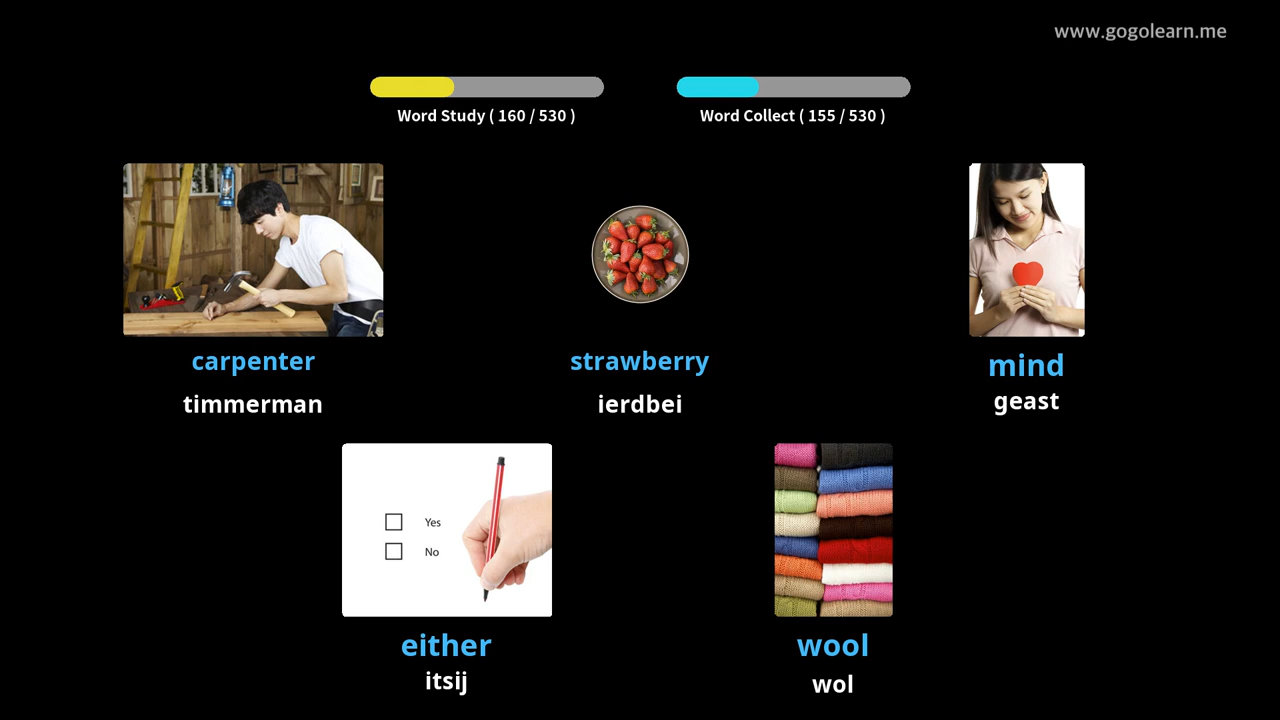 www.gogolearn.me
Word Study ( 160 / 530 )
Word Collect ( 155 / 530 )
carpenter
timmerman
strawberry
ierdbei
mind
geast
Yes
No
either
itsij
wool
wol